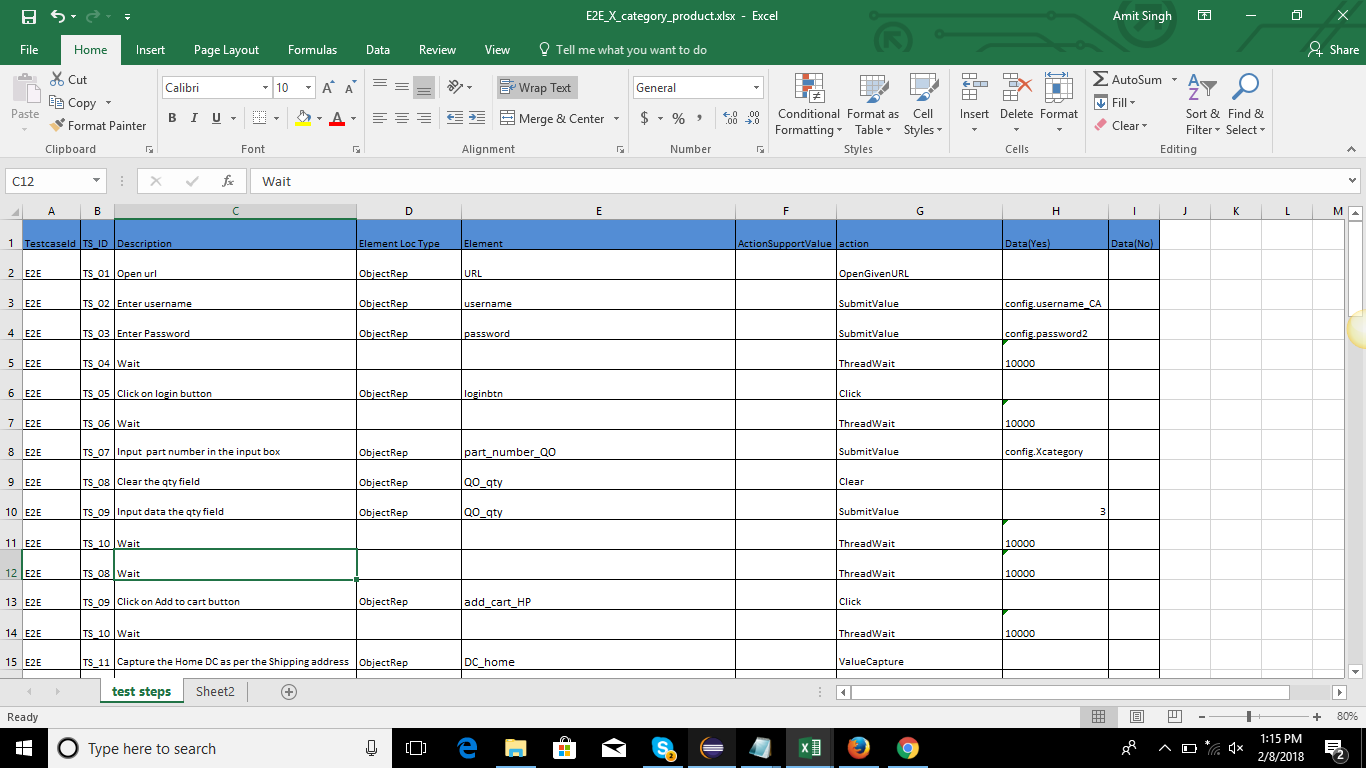 E2E_X_category_product.xlsx - Excel
Amit Singh
File Home Insert Page Layout Formulas Data Review View Tell me what you want to do Share
Paste
Cut
Copy
Format Painter
Clipboard
Calibri 10
B I U
Font
Wrap Text
Merge & Center
Alignment
General
$ % ,
Number
Conditional Formatting
Format as Table
Cell Styles
Styles
Insert Delete Format
Cells
AutoSum
Fill
Clear
Sort & Filter
Find & Select
Editing
C12 fx Wait
A B C D E F G H I J K L M
1 TestcaseId TS_ID Description Element Loc Type Element ActionSupportValue action Data(Yes) Data(No)
2 E2E TS_01 Open url ObjectRep URL OpenGivenURL
3 E2E TS_02 Enter username ObjectRep username SubmitValue config.username_CA
4 E2E TS_03 Enter Password ObjectRep password SubmitValue config.password2
5 E2E TS_04 Wait ThreadWait 10000
6 E2E TS_05 Click on login button ObjectRep loginbtn Click
7 E2E TS_06 Wait ThreadWait 10000
8 E2E TS_07 Input part number in the input box ObjectRep part_number_QO SubmitValue config.Xcategory
9 E2E TS_08 Clear the qty field ObjectRep QO_qty Clear
10 E2E TS_09 Input data the qty field ObjectRep QO_qty SubmitValue 3
11 E2E TS_10 Wait ThreadWait 10000
12 E2E TS_08 Wait ThreadWait 10000
13 E2E TS_09 Click on Add to cart button ObjectRep add_cart_HP Click
14 E2E TS_10 Wait ThreadWait 10000
15 E2E TS_11 Capture the Home DC as per the Shipping address ObjectRep DC_home ValueCapture
test steps Sheet2
Ready 80%
Type here to search
1:15 PM
2/8/2018
2